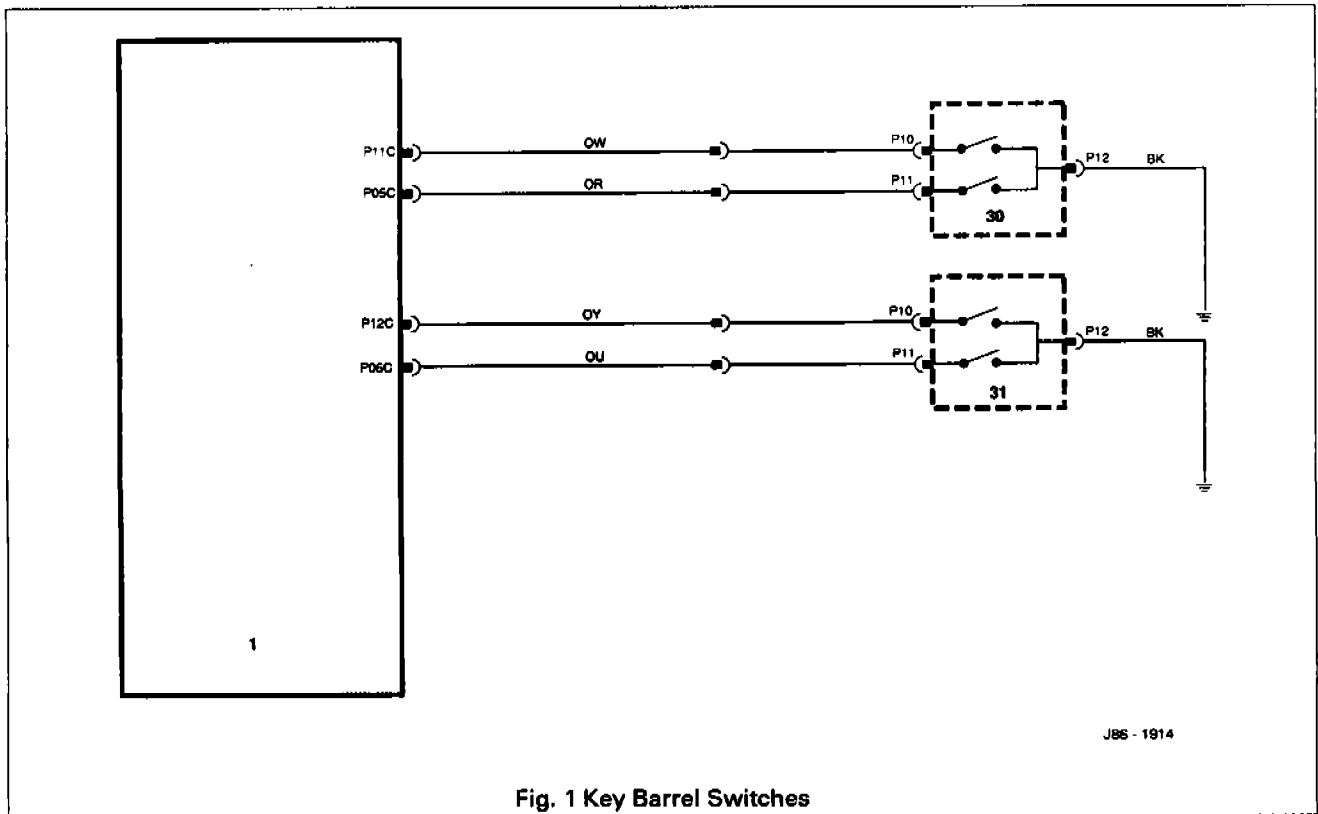 P11C OW P10
P12 BK
P05C OR P11
30
P12C OY P10
P12 BK
P06C OU P11
31
1
J86 - 1914
Fig. 1 Key Barrel Switches